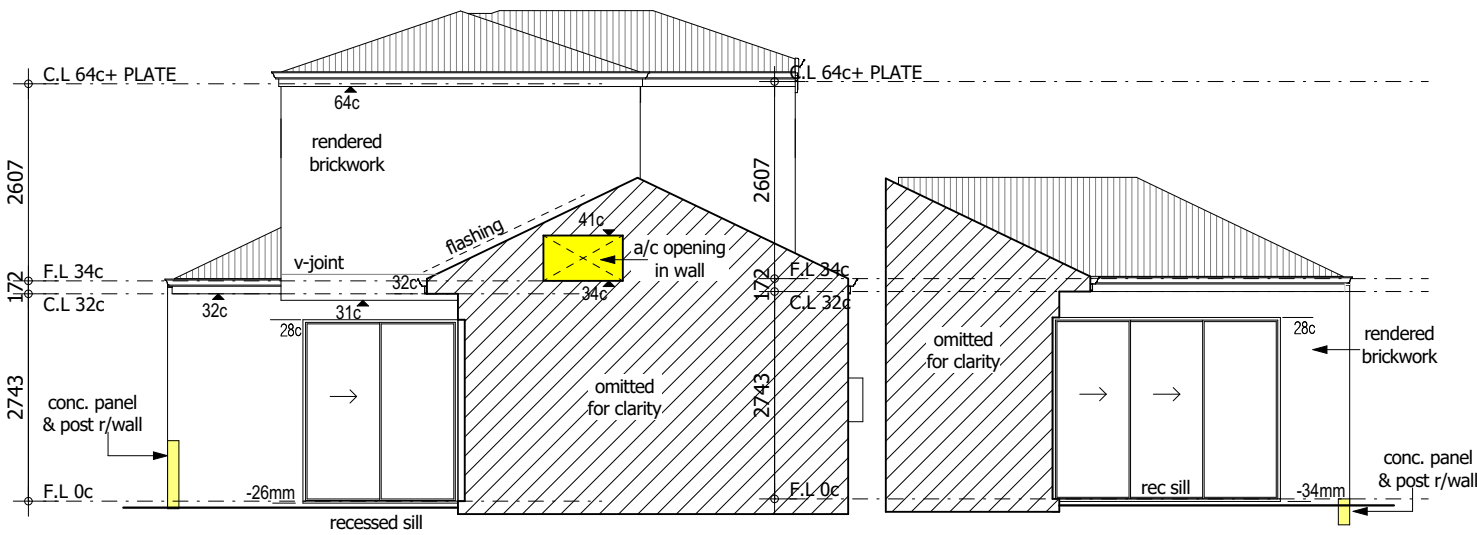 C.L 64c+ PLATE
C.L 64c+ PLATE
64c
rendered
brickwork
2607
2607
flashing
41c
a/c opening
in wall
v-joint
F.L 34c
32c
34c
F.L 34c
172
172
C.L 32c
32c
31c
C.L 32c
28c
28c
rendered
brickwork
omitted
for clarity
omitted
for clarity
2743
2743
conc. panel
& post r/wall
conc. panel
& post r/wall
F.L 0c
-26mm
F.L 0c
rec sill
-34mm
recessed sill